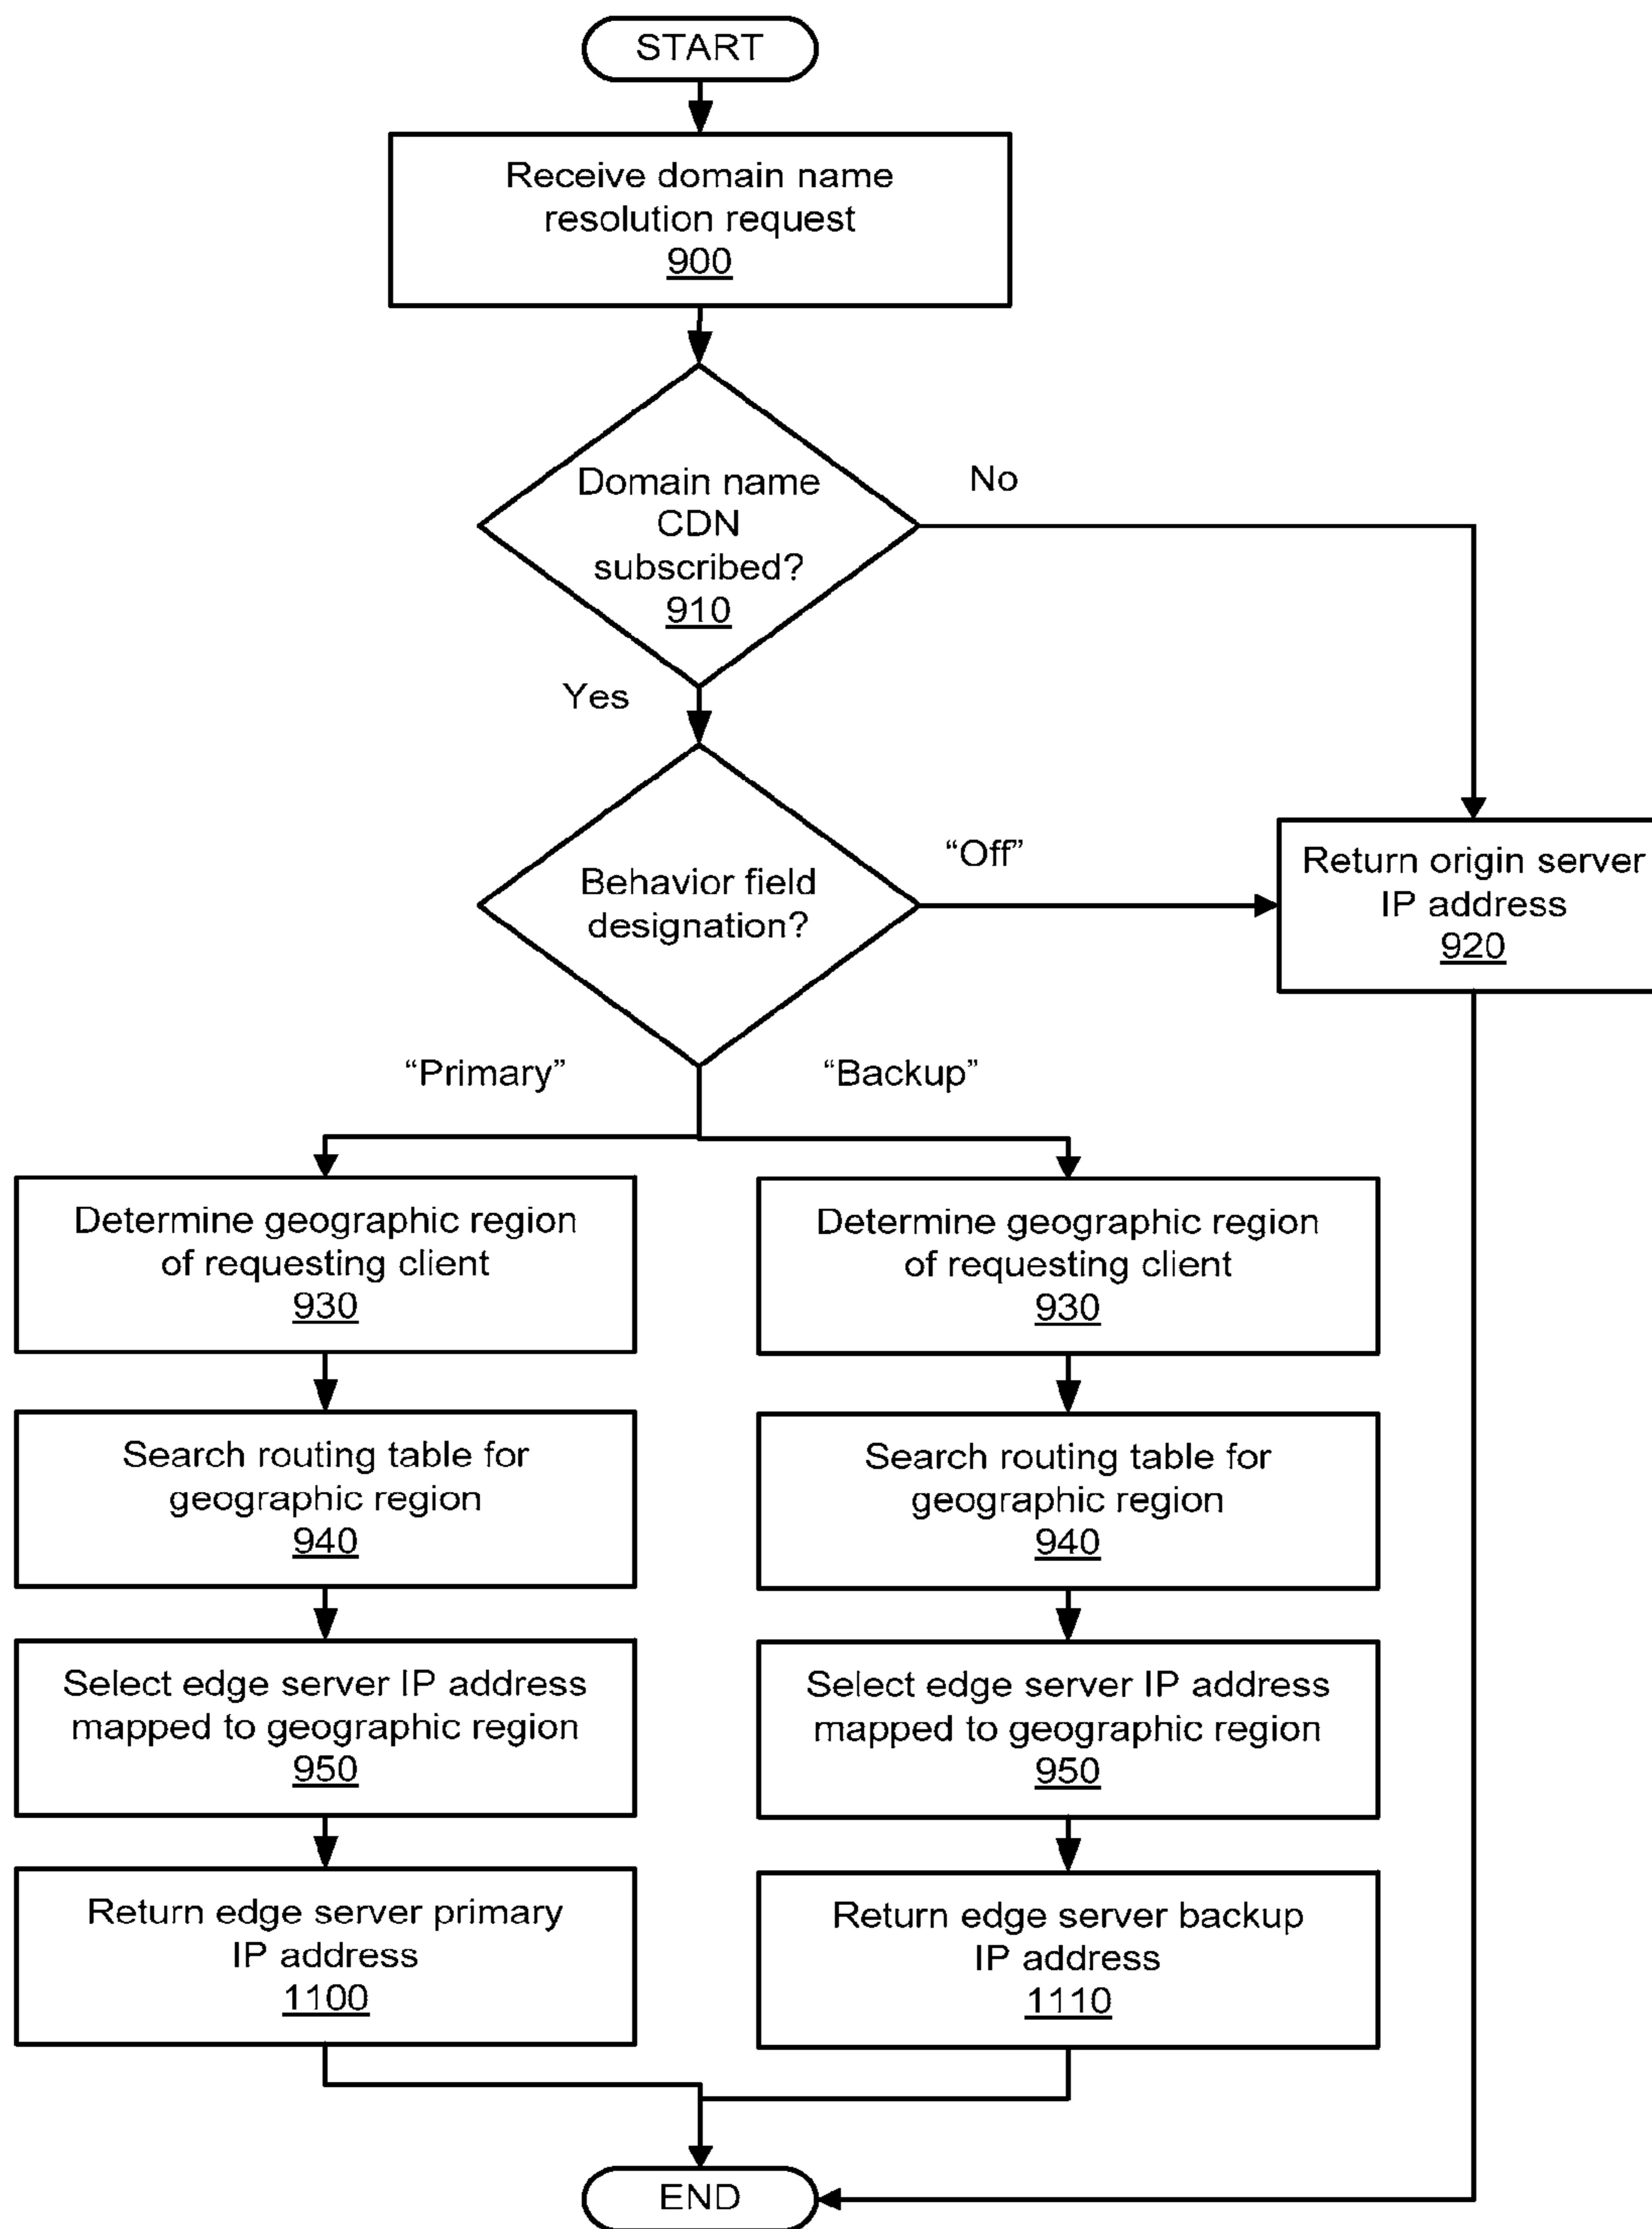 START
Receive domain name
resolution request
900
Domain name
CDN
subscribed?
910
No
Yes
Behavior field
designation?
“Off”
Return origin server
IP address
920
“Primary”
“Backup”
Determine geographic region
of requesting client
930
Search routing table for
geographic region
940
Select edge server IP address
mapped to geographic region
950
Return edge server primary
IP address
1100
Determine geographic region
of requesting client
930
Search routing table for
geographic region
940
Select edge server IP address
mapped to geographic region
950
Return edge server backup
IP address
1110
END